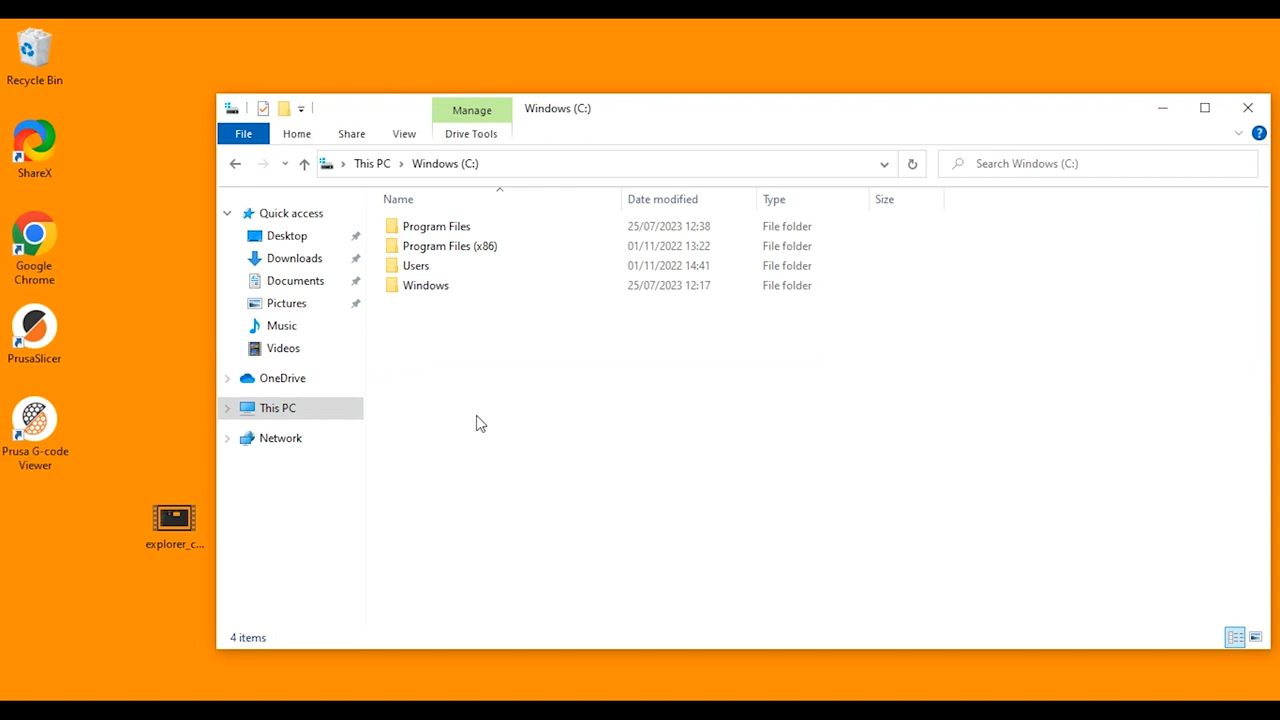 Recycle Bin
ShareX
Google
Chrome
PrusaSlicer
Prusa G-code
Viewer
explorer_c...
Manage
Windows (C:)
File
Home
Share
View
Drive Tools
This PC
Windows (C:)
Search Windows (C:)
Name
Date modified
Type
Size
Quick access
Desktop
Downloads
Documents
Pictures
Music
Videos
OneDrive
This PC
Network
Program Files 25/07/2023 12:38 File folder
Program Files (x86) 01/11/2022 13:22 File folder
Users 01/11/2022 14:41 File folder
Windows 25/07/2023 12:17 File folder
4 items